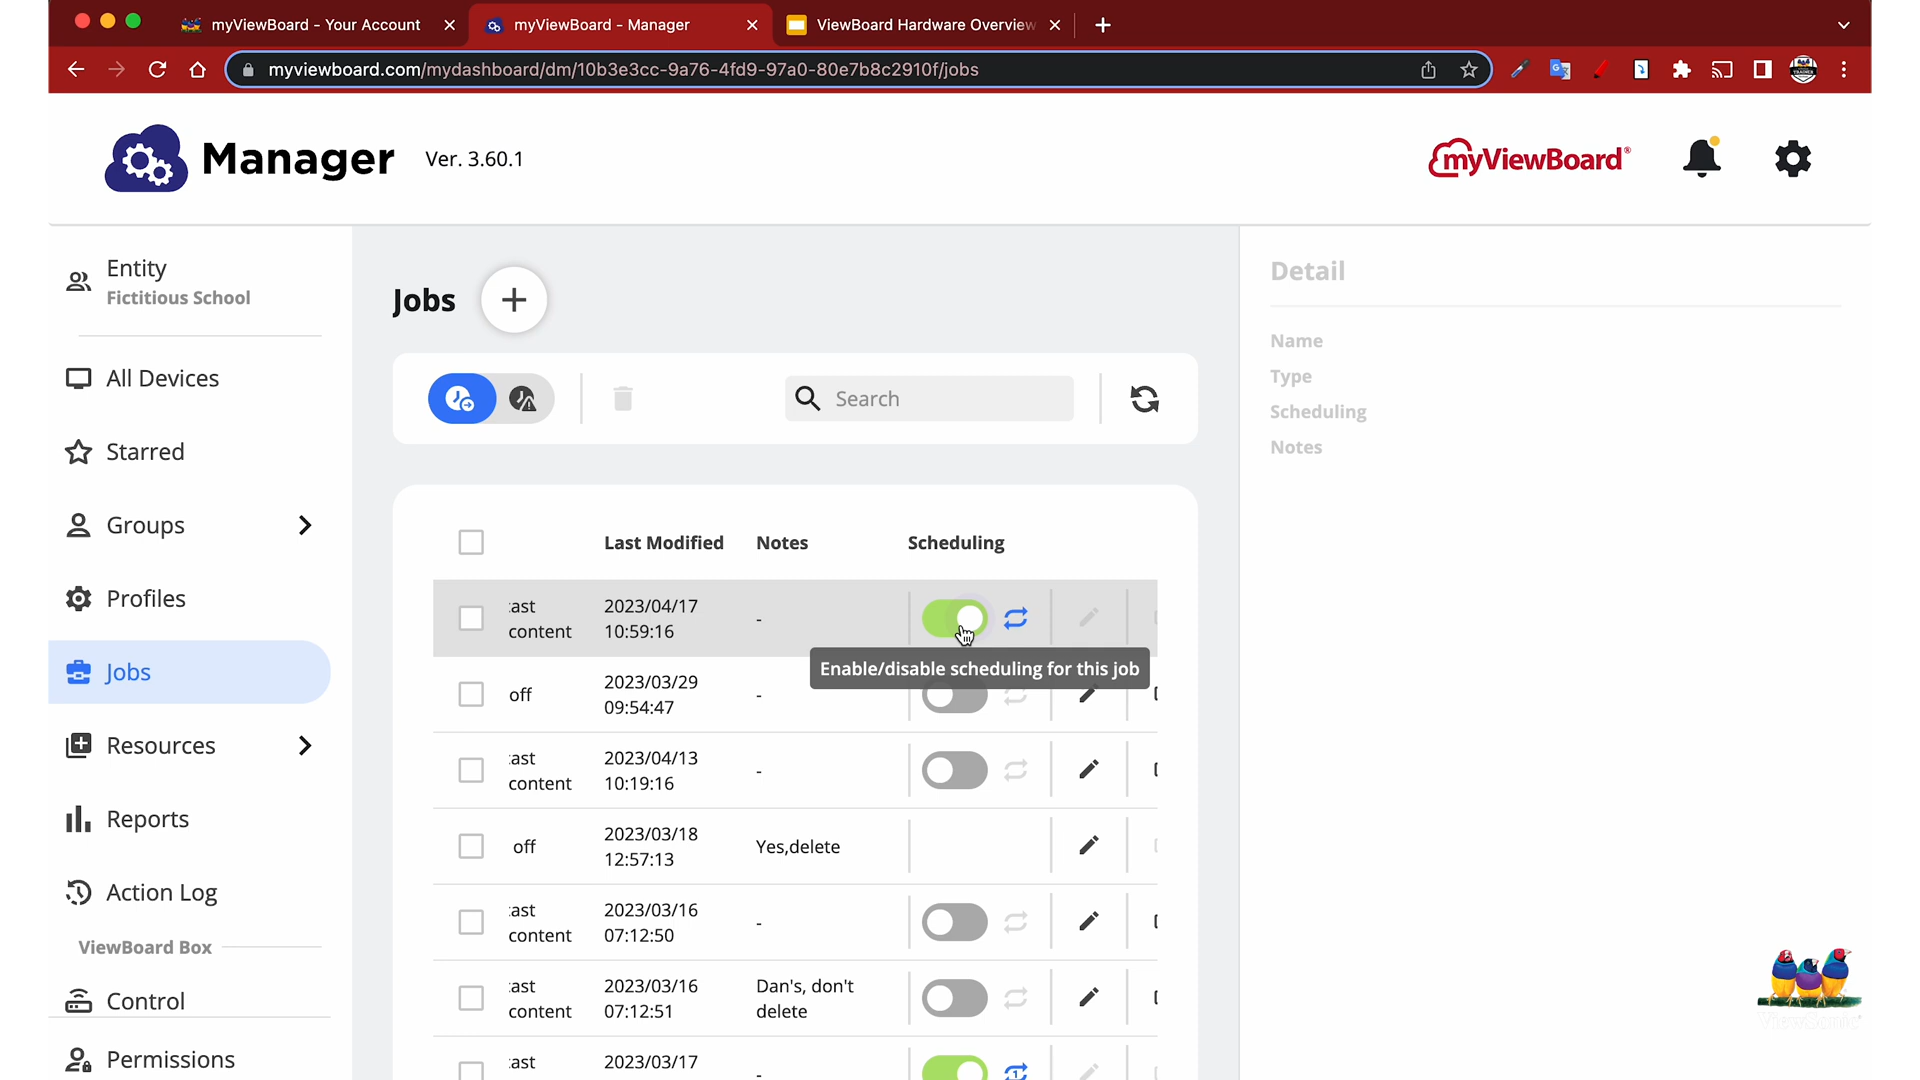 myViewBoard - Your Account
myViewBoard - Manager
ViewBoard Hardware Overview
myviewboard.com/mydashboard/dm/10b3e3cc-9a76-4fd9-97a0-80e7b8c2910f/jobs
Manager
Ver. 3.60.1
myViewBoard®
Entity
Fictitious School
All Devices
Starred
Groups
Profiles
Jobs
Resources
Reports
Action Log
ViewBoard Box
Control
Permissions
Jobs
Search
Last Modified
Notes
Scheduling
content
2023/04/17
10:59:16
-
Enable/disable scheduling for this job
off
2023/03/29
09:54:47
-
content
2023/04/13
10:19:16
-
off
2023/03/18
12:57:13
Yes,delete
content
2023/03/16
07:12:50
-
content
2023/03/16
07:12:51
Dan's, don't
delete
2023/03/17
-
Detail
Name
Type
Scheduling
Notes
ViewSonic